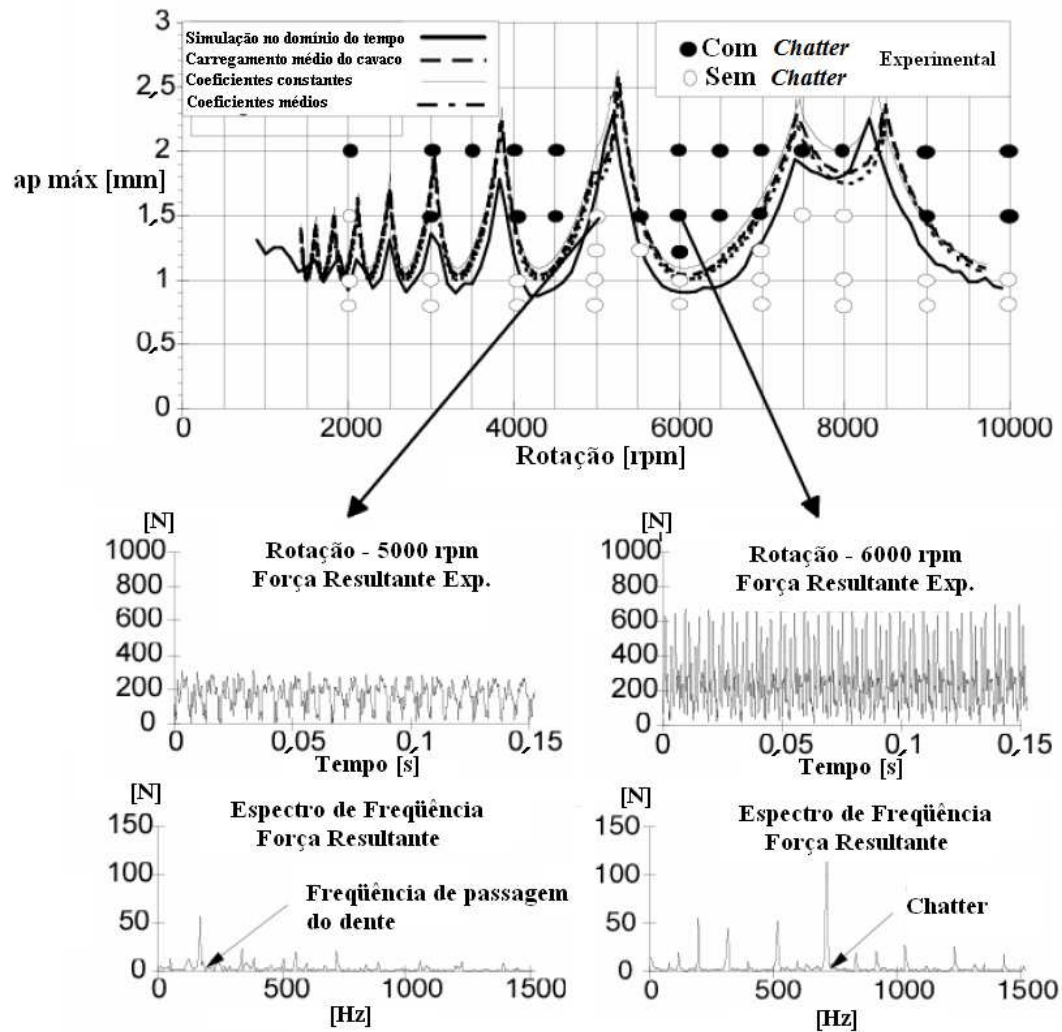 3
2,5
2
1,5
1
0,5
0
ap máx [mm]
Simulação no domínio do tempo
Carregamento médio do cavaco
Coeficientes constantes
Coeficientes médios
Com Chatter
Sem Chatter
Experimental
0 2000 4000 6000 8000 10000
Rotação [rpm]
[N]
1000
800
600
400
200
0
Rotação - 5000 rpm
Força Resultante Exp.
0 0,05 0,1 0,15
Tempo [s]
[N]
1000
800
600
400
200
0
Rotação - 6000 rpm
Força Resultante Exp.
0 0,05 0,1 0,15
Tempo [s]
[N]
150
100
50
0
Espectro de Freqüência
Força Resultante
Freqüência de passagem
do dente
0 500 1000 1500
[Hz]
[N]
150
100
50
0
Espectro de Freqüência
Força Resultante
Chatter
0 500 1000 1500
[Hz]